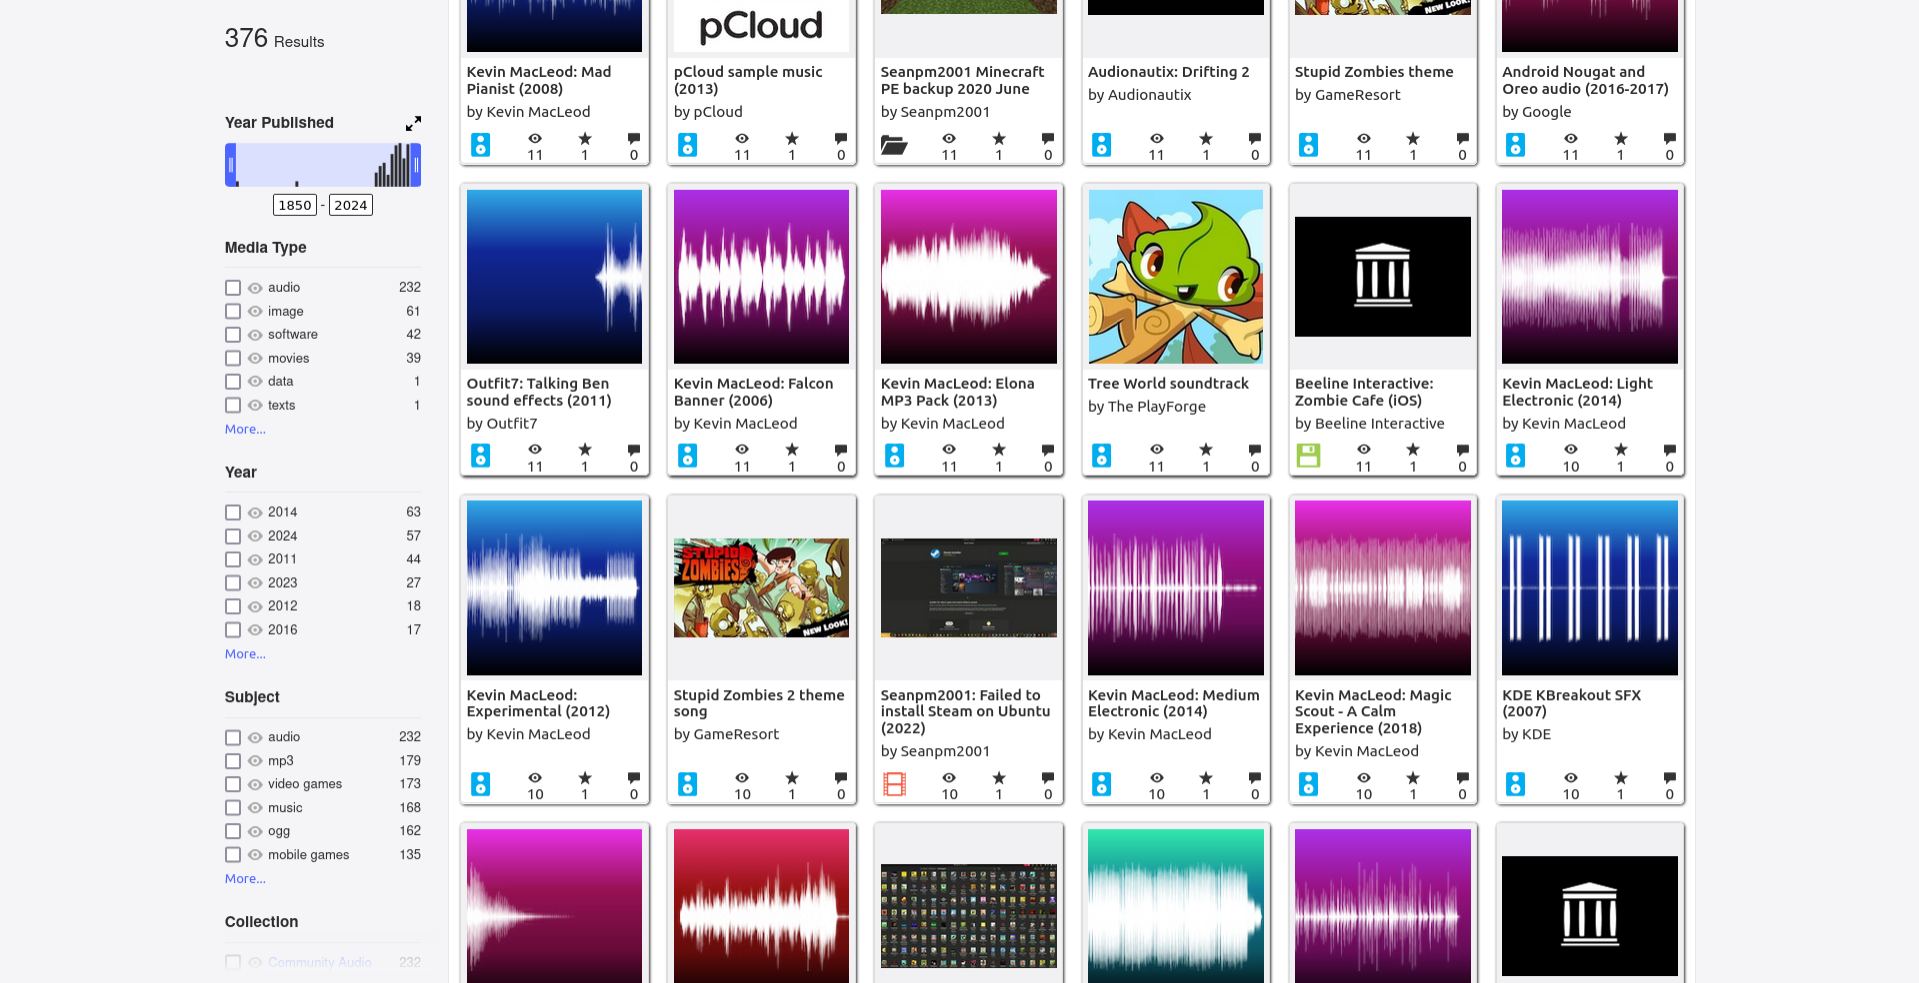 376 Results
Year Published
1850 - 2024
Media Type
audio 232
image 61
software 42
movies 39
data 1
texts 1
More...
Year
2014 63
2024 57
2011 44
2023 27
2012 18
2016 17
More...
Subject
audio 232
mp3 179
video games 173
music 168
ogg 162
mobile games 135
More...
Collection
Community Audio 232
Kevin MacLeod: Mad
Pianist (2008)
by Kevin MacLeod
11 1 0
pCloud
pCloud sample music
(2013)
by pCloud
11 1 0
Seanpm2001 Minecraft
PE backup 2020 June
by Seanpm2001
11 1 0
Audionautix: Drifting 2
by Audionautix
11 1 0
NEW LOOK!
Stupid Zombies theme
by GameResort
11 1 0
Android Nougat and
Oreo audio (2016-2017)
by Google
11 1 0
Outfit7: Talking Ben
sound effects (2011)
by Outfit7
11 1 0
Kevin MacLeod: Falcon
Banner (2006)
by Kevin MacLeod
11 1 0
Kevin MacLeod: Elona
MP3 Pack (2013)
by Kevin MacLeod
11 1 0
Tree World soundtrack
by The PlayForge
11 1 0
Beeline Interactive:
Zombie Cafe (iOS)
by Beeline Interactive
11 1 0
Kevin MacLeod: Light
Electronic (2014)
by Kevin MacLeod
10 1 0
Kevin MacLeod:
Experimental (2012)
by Kevin MacLeod
10 1 0
STUPID
ZOMBIES
NEW LOOK!
Stupid Zombies 2 theme
song
by GameResort
10 1 0
Seanpm2001: Failed to
install Steam on Ubuntu
(2022)
by Seanpm2001
10 1 0
Kevin MacLeod: Medium
Electronic (2014)
by Kevin MacLeod
10 1 0
Kevin MacLeod: Magic
Scout - A Calm
Experience (2018)
by Kevin MacLeod
10 1 0
KDE KBreakout SFX
(2007)
by KDE
10 1 0